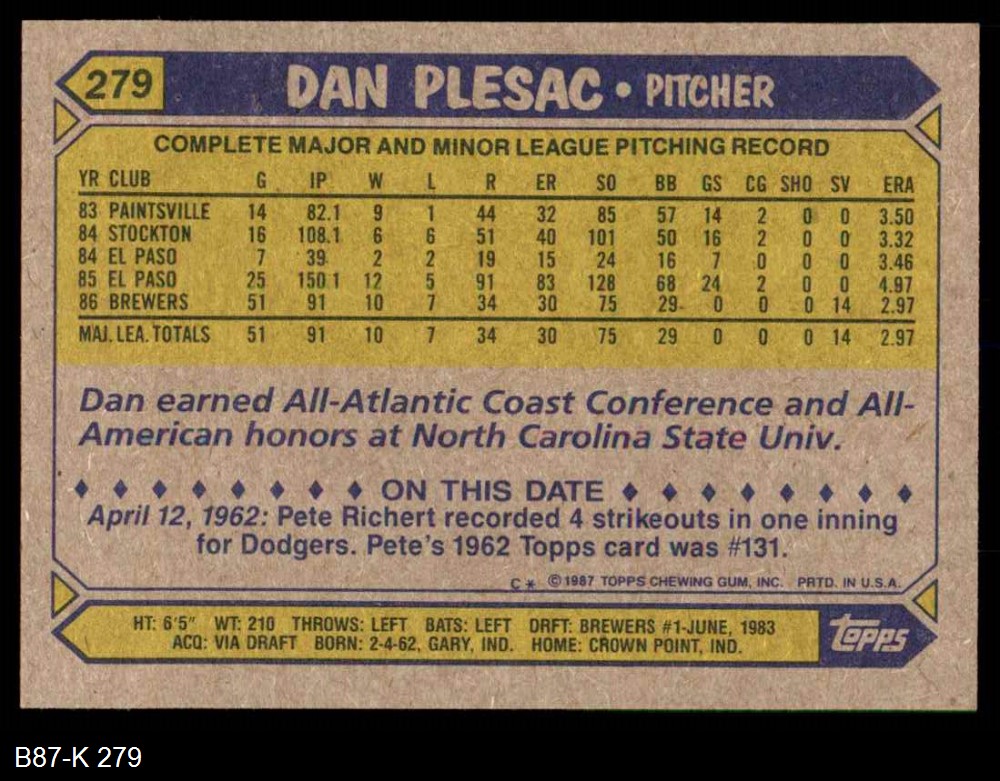 279 DAN PLESAC • PITCHER
COMPLETE MAJOR AND MINOR LEAGUE PITCHING RECORD
YR CLUB G IP W L R ER SO BB GS CG SHO SV ERA
83 PAINTSVILLE 14 82.1 9 1 44 32 85 57 14 2 0 0 3.50
84 STOCKTON 16 108.1 6 6 51 40 101 50 16 2 0 0 3.32
84 EL PASO 7 39 2 2 19 15 24 16 7 0 0 0 3.46
85 EL PASO 25 150.1 12 5 91 83 128 68 24 2 0 0 4.97
86 BREWERS 51 91 10 7 34 30 75 29 0 0 0 14 2.97
MAJ. LEA. TOTALS 51 91 10 7 34 30 75 29 0 0 0 14 2.97
Dan earned All-Atlantic Coast Conference and All-
American honors at North Carolina State Univ.
ON THIS DATE
April 12, 1962: Pete Richert recorded 4 strikeouts in one inning
for Dodgers. Pete's 1962 Topps card was #131.
C* ©1987 TOPPS CHEWING GUM, INC. PRTD. IN U.S.A.
HT: 6'5" WT: 210 THROWS: LEFT BATS: LEFT DRFT: BREWERS #1-JUNE, 1983
ACQ: VIA DRAFT BORN: 2-4-62, GARY, IND. HOME: CROWN POINT, IND.
topps
B87-K 279